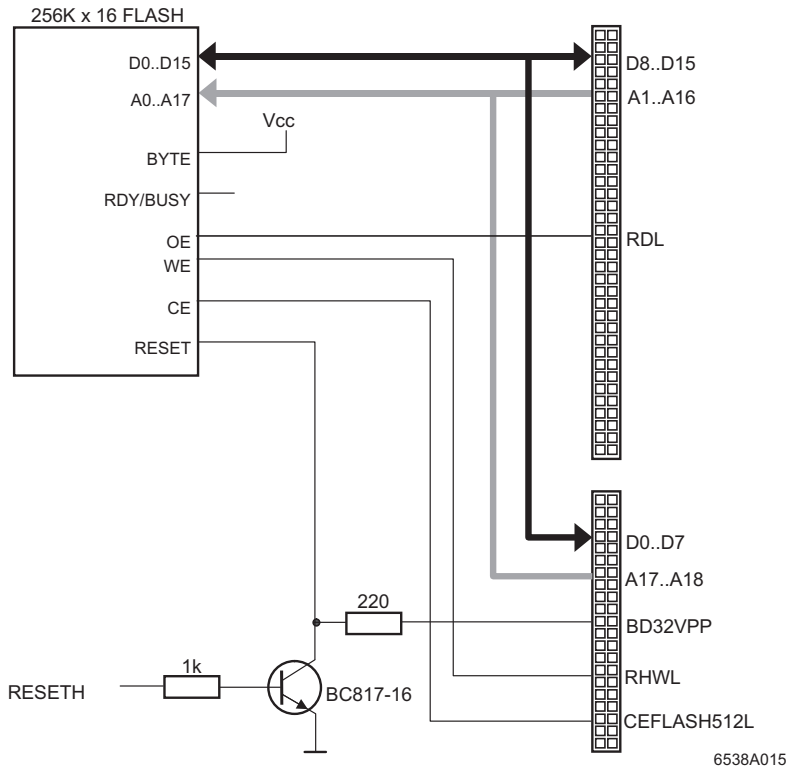 256K x 16 FLASH
D0..D15
D8..D15
A0..A17
A1..A16
Vcc
BYTE
RDY/BUSY
OE
RDL
WE
CE
RESET
D0..D7
A17..A18
220
BD32VPP
1k
RESETH
BC817-16
RHWL
CEFLASH512L
6538A015